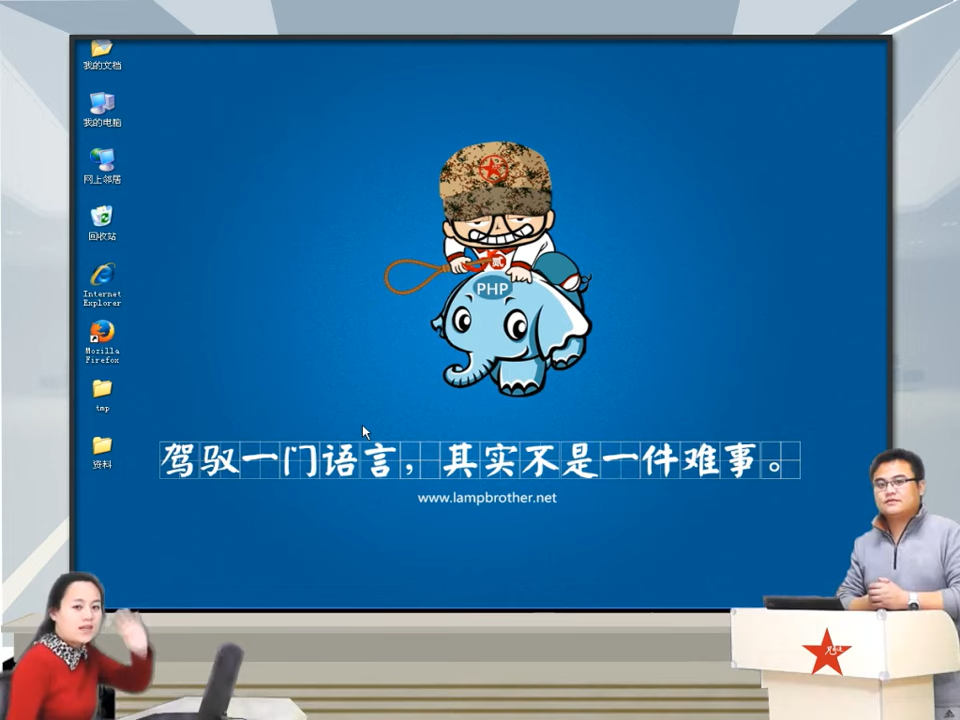 我的文档
我的电脑
网上邻居
回收站
Internet
Explorer
Mozilla
Firefox
tmp
资料
贰
PHP
驾驭一门语言，其实不是一件难事。
www.lampbrother.net